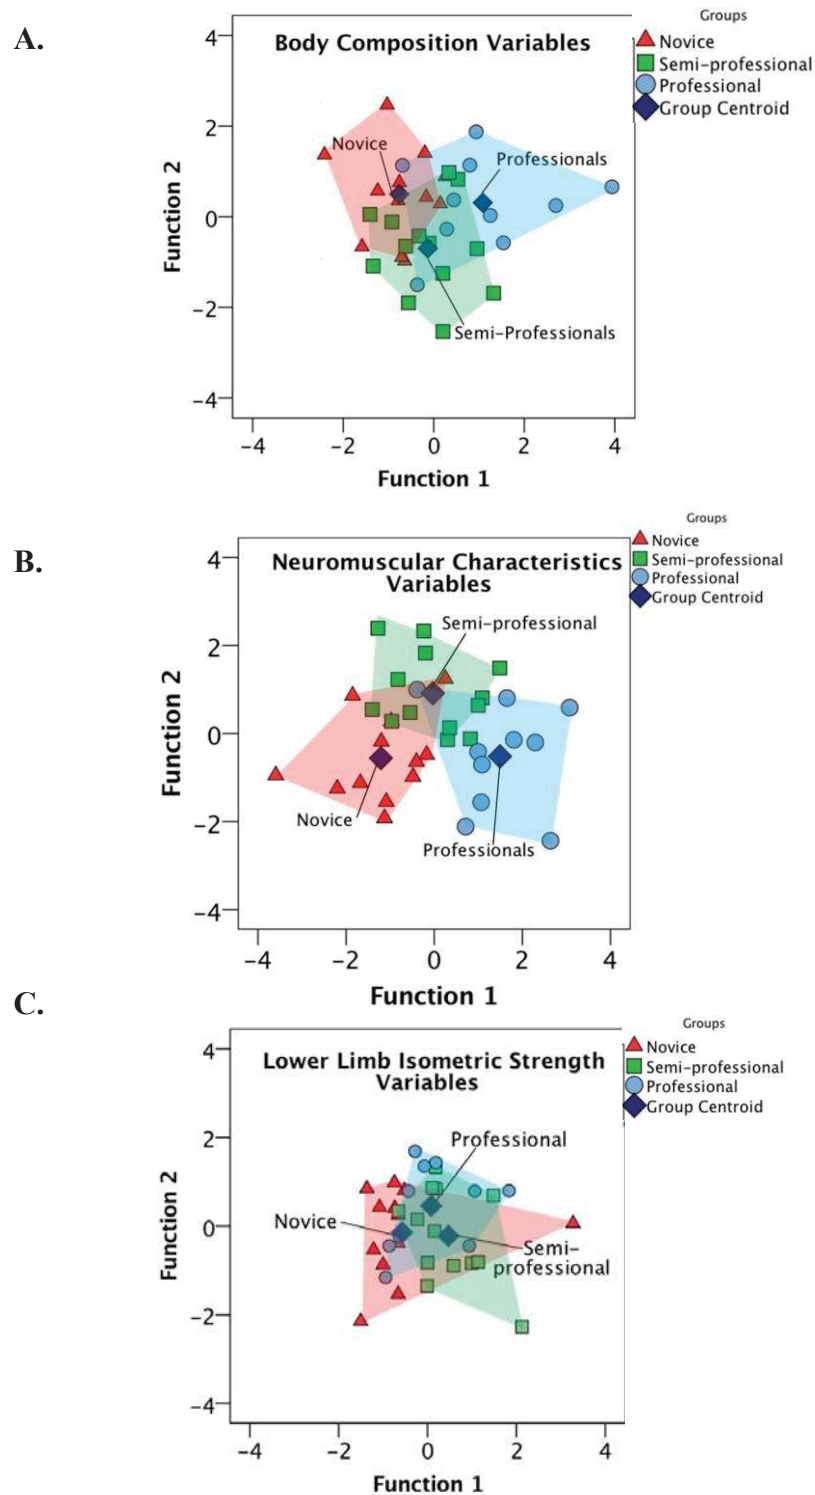 A.
Body Composition Variables
Groups
Novice
Semi-professional
Professional
Group Centroid
4
2
0
−2
−4
Function 2
Novice
Professionals
Semi-Professionals
−4 −2 0 2 4
Function 1
B.
Neuromuscular Characteristics
Variables
Groups
Novice
Semi-professional
Professional
Group Centroid
4
2
0
−2
−4
Function 2
Semi-professional
Novice
Professionals
−4 −2 0 2 4
Function 1
C.
Lower Limb Isometric Strength
Variables
Groups
Novice
Semi-professional
Professional
Group Centroid
4
2
0
−2
−4
Function 2
Professional
Novice
Semi-
professional
−4 −2 0 2 4
Function 1